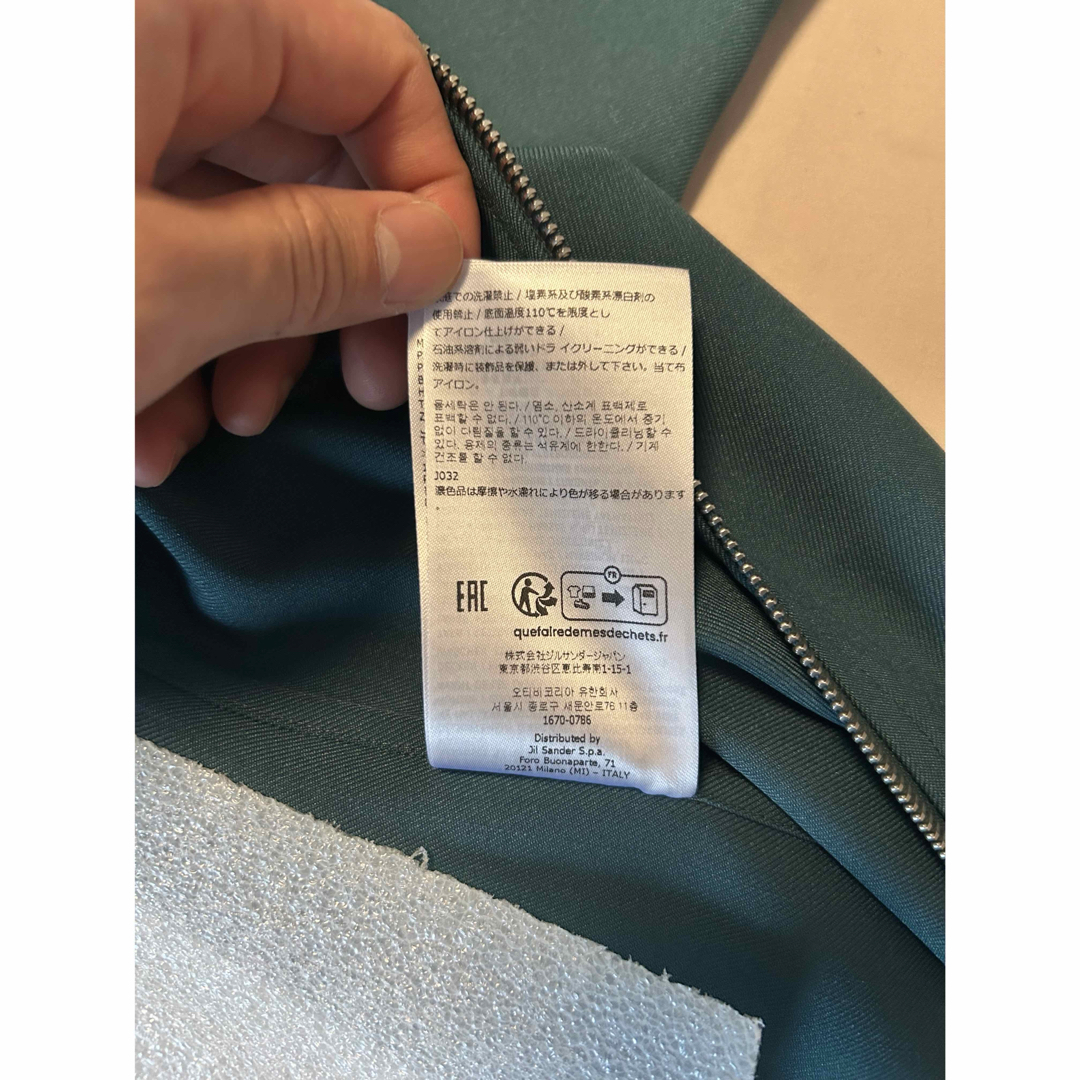 での洗濯禁止 / 塩素系及び酸素系漂白剤の
使用禁止 / 底面温度110℃を限度とし
てアイロン仕上げができる /
石油系溶剤による弱いドライクリーニングができる /
洗濯時に装飾品を保護、または外して下さい。当て布
アイロン。
물세탁은 안 된다. / 염소, 산소계 표백제로
표백할 수 없다. / 110°C 이하의 온도에서 증기
없이 다림질을 할 수 있다. / 드라이클리닝할 수
있다. 용제의 종류는 석유계에 한한다. / 기계
건조를 할 수 없다.
J032
濃色品は摩擦や水濡れにより色が移る場合があります
.
EAC
FR
quefairedemesdechets.fr
株式会社ジルサンダージャパン
東京都渋谷区恵比寿南1-15-1
오티비코리아 유한회사
서울시 종로구 새문안로76 11층
1670-0786
Distributed by
Jil Sander S.p.a.
Foro Buonaparte, 71
20121 Milano (MI) - ITALY